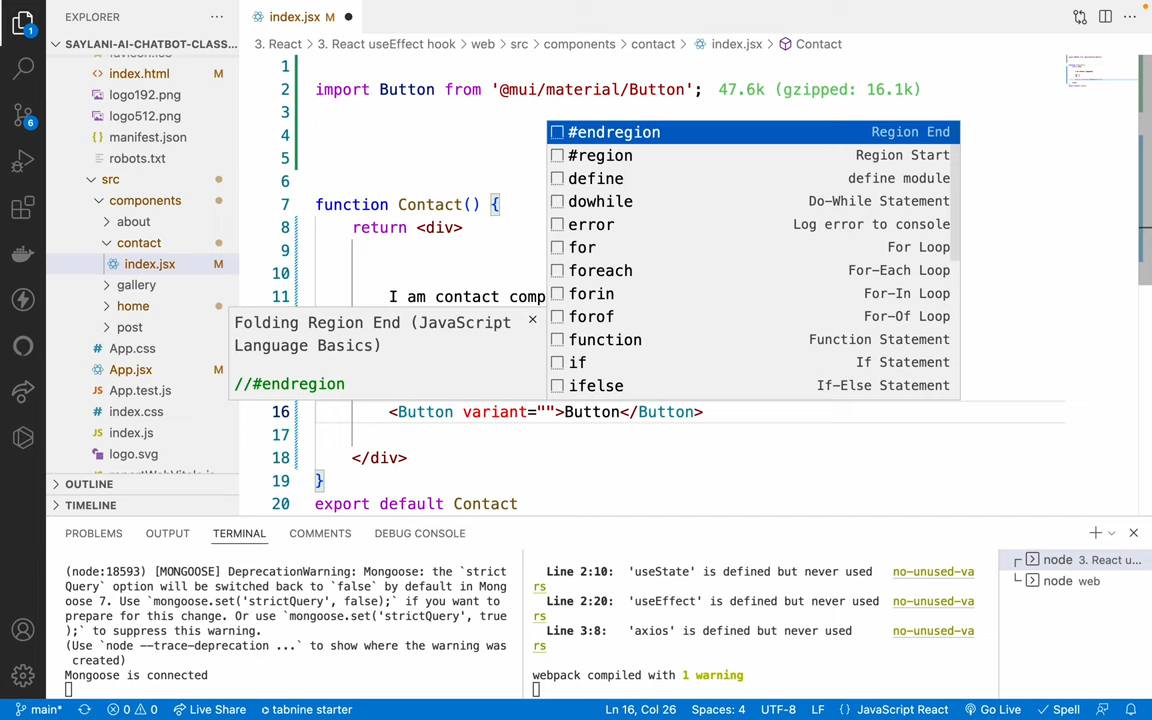 EXPLORER
SAYLANI-AI-CHATBOT-CLASS...
index.html M
logo192.png
logo512.png
manifest.json
robots.txt
src
components
about
contact
index.jsx M
gallery
home
post
App.css
App.jsx M
App.test.js
index.css
index.js
logo.svg
OUTLINE
TIMELINE
index.jsx M
3. React > 3. React useEffect hook > web > src > components > contact > index.jsx > Contact
1
2 import Button from '@mui/material/Button'; 47.6k (gzipped: 16.1k)
3
4
5
6
7 function Contact() {
8 return <div>
9
10
11 I am contact comp
16 <Button variant="">Button</Button>
17
18 </div>
19 }
20 export default Contact
#endregion Region End
#region Region Start
define define module
dowhile Do-While Statement
error Log error to console
for For Loop
foreach For-Each Loop
forin For-In Loop
forof For-Of Loop
function Function Statement
if If Statement
ifelse If-Else Statement
Folding Region End (JavaScript
Language Basics)
//#endregion
PROBLEMS OUTPUT TERMINAL COMMENTS DEBUG CONSOLE
(node:18593) [MONGOOSE] DeprecationWarning: Mongoose: the `strict
Query` option will be switched back to `false` by default in Mong
oose 7. Use `mongoose.set('strictQuery', false);` if you want to
prepare for this change. Or use `mongoose.set('strictQuery', true
);` to suppress this warning.
(Use `node --trace-deprecation ...` to show where the warning was
created)
Mongoose is connected
Line 2:10: 'useState' is defined but never used no-unused-va
rs
Line 2:20: 'useEffect' is defined but never used no-unused-va
rs
Line 3:8: 'axios' is defined but never used no-unused-va
rs
webpack compiled with 1 warning
node 3. React u...
node web
1
6
main* 0 0 Live Share tabnine starter
Ln 16, Col 26 Spaces: 4 UTF-8 LF {} JavaScript React Go Live Spell